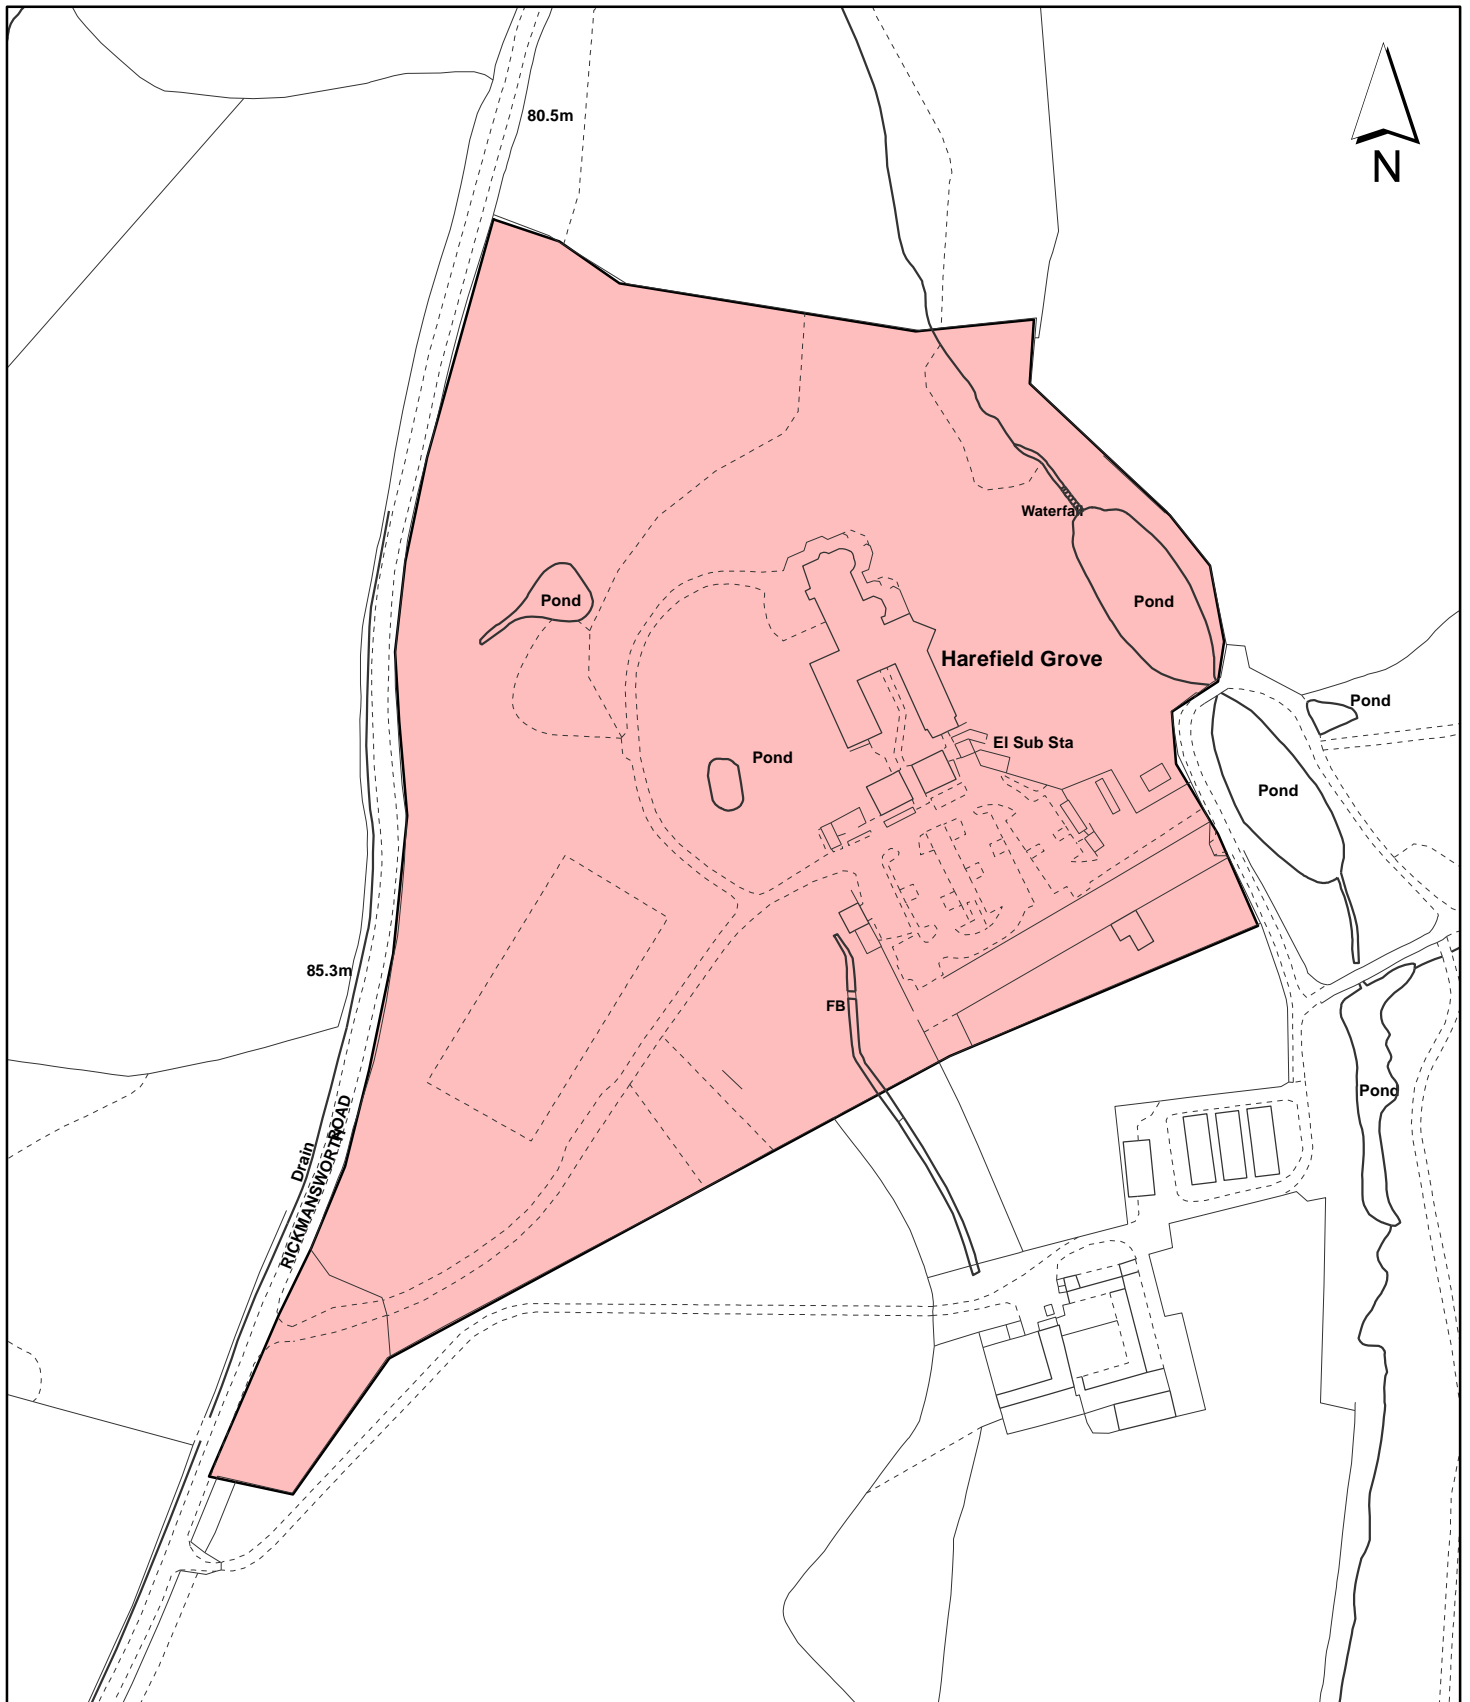 80.5m
N
Waterfall
Pond
Pond
Harefield Grove
Pond
El Sub Sta
Pond
Pond
85.3m
FB
Pond
Drain
RICKMANSWORTH ROAD